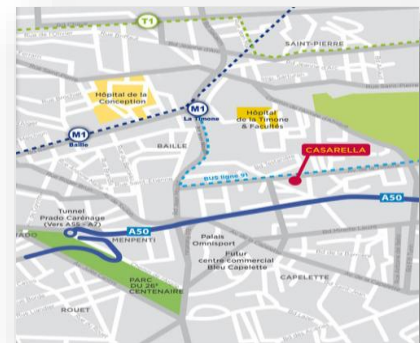 T1
SAINT-PIERRE
Hôpital de la
Conception
M1
La Timone
Hôpital
de la Timone
& Facultés
M1
Baille
BAILLE
CASARELLA
BUS ligne 91
A50
Tunnel
Prado Carénage
(Vers A55 - A7)
A50
MENPENTI
Palais
Omnisport
Futur
centre commercial
Bleu Capelette
PARC
DU 26e
CENTENAIRE
CAPELETTE
ROUET